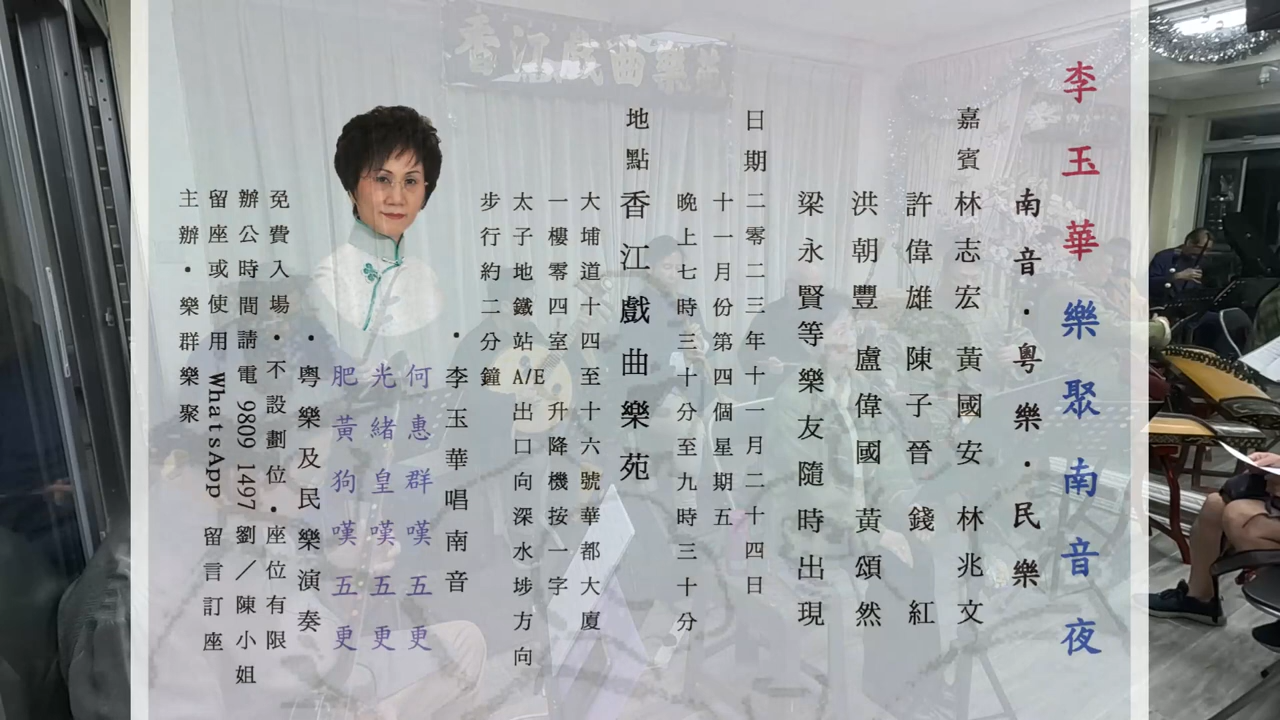 李玉華樂聚南音夜
南音．粵樂．民樂
嘉賓 林志宏 黃國安 林兆文
許偉雄 陳子晉 錢紅
洪朝豐 盧偉國 黃頌然
梁永賢等樂友隨時出現
日期 二零二三年十一月二十四日
十一月份第四個星期五
晚上七時三十分至九時三十分
地點 香江戲曲樂苑
大埔道十四至十六號華都大廈
一樓零四室 升降機按一字
太子地鐵站 A/E 出口向深水埗方向
步行約二分鐘
．李玉華唱南音
何惠群嘆五更
光緒皇嘆五更
肥黃狗嘆五更
．粵樂及民樂演奏
免費入場．不設劃位．座位有限
辦公時間請電 9809 1497 劉／陳小姐
留座或使用 WhatsApp 留言訂座
主辦．樂群樂聚
香江戲曲樂苑